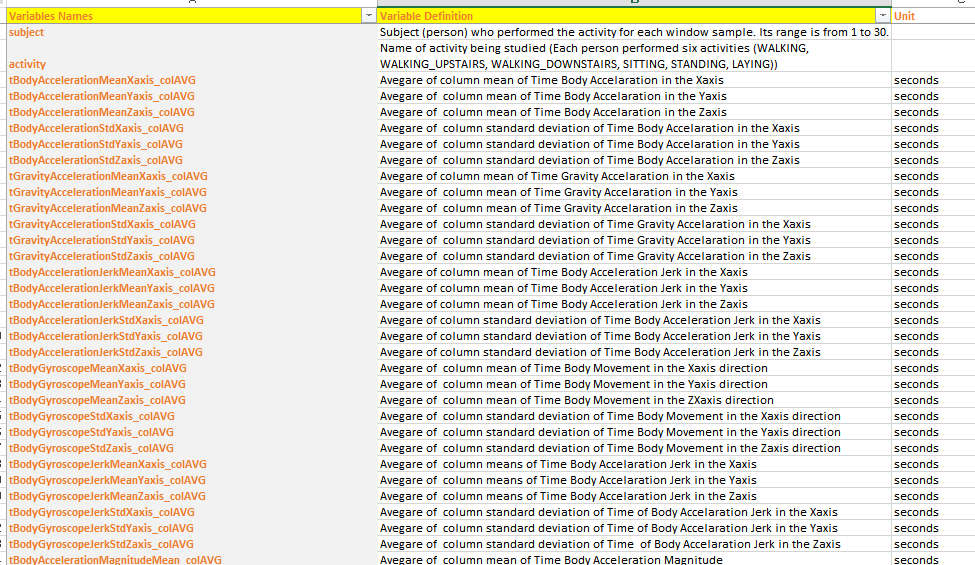 Variables Names Variable Definition Unit
subject Subject (person) who performed the activity for each window sample. Its range is from 1 to 30.
Name of activity being studied (Each person performed six activities (WALKING,
activity WALKING_UPSTAIRS, WALKING_DOWNSTAIRS, SITTING, STANDING, LAYING))
tBodyAccelerationMeanXaxis_colAVG Avegare of column mean of Time Body Accelaration in the Xaxis seconds
tBodyAccelerationMeanYaxis_colAVG Avegare of column mean of Time Body Accelaration in the Yaxis seconds
tBodyAccelerationMeanZaxis_colAVG Avegare of column mean of Time Body Accelaration in the Zaxis seconds
tBodyAccelerationStdXaxis_colAVG Avegare of column standard deviation of Time Body Accelaration in the Xaxis seconds
tBodyAccelerationStdYaxis_colAVG Avegare of column standard deviation of Time Body Accelaration in the Yaxis seconds
tBodyAccelerationStdZaxis_colAVG Avegare of column standard deviation of Time Body Accelaration in the Zaxis seconds
tGravityAccelerationMeanXaxis_colAVG Avegare of column mean of Time Gravity Accelaration in the Xaxis seconds
tGravityAccelerationMeanYaxis_colAVG Avegare of column mean of Time Gravity Accelaration in the Yaxis seconds
tGravityAccelerationMeanZaxis_colAVG Avegare of column mean of Time Gravity Accelaration in the Zaxis seconds
tGravityAccelerationStdXaxis_colAVG Avegare of column standard deviation of Time Gravity Accelaration in the Xaxis seconds
tGravityAccelerationStdYaxis_colAVG Avegare of column standard deviation of Time Gravity Accelaration in the Yaxis seconds
tGravityAccelerationStdZaxis_colAVG Avegare of column standard deviation of Time Gravity Accelaration in the Zaxis seconds
tBodyAccelerationJerkMeanXaxis_colAVG Avegare of column mean of Time Body Acceleration Jerk in the Xaxis seconds
tBodyAccelerationJerkMeanYaxis_colAVG Avegare of column mean of Time Body Acceleration Jerk in the Yaxis seconds
tBodyAccelerationJerkMeanZaxis_colAVG Avegare of column mean of Time Body Acceleration Jerk in the Zaxis seconds
tBodyAccelerationJerkStdXaxis_colAVG Avegare of column standard deviation of Time Body Acceleration Jerk in the Xaxis seconds
tBodyAccelerationJerkStdYaxis_colAVG Avegare of column standard deviation of Time Body Acceleration Jerk in the Yaxis seconds
tBodyAccelerationJerkStdZaxis_colAVG Avegare of column standard deviation of Time Body Acceleration Jerk in the Zaxis seconds
tBodyGyroscopeMeanXaxis_colAVG Avegare of column mean of Time Body Movement in the Xaxis direction seconds
tBodyGyroscopeMeanYaxis_colAVG Avegare of column mean of Time Body Movement in the Yaxis direction seconds
tBodyGyroscopeMeanZaxis_colAVG Avegare of column mean of Time Body Movement in the ZXaxis direction seconds
tBodyGyroscopeStdXaxis_colAVG Avegare of column standard deviation of Time Body Movement in the Xaxis direction seconds
tBodyGyroscopeStdYaxis_colAVG Avegare of column standard deviation of Time Body Movement in the Yaxis direction seconds
tBodyGyroscopeStdZaxis_colAVG Avegare of column standard deviation of Time Body Movement in the Zaxis direction seconds
tBodyGyroscopeJerkMeanXaxis_colAVG Avegare of column means of Time Body Accelaration Jerk in the Xaxis seconds
tBodyGyroscopeJerkMeanYaxis_colAVG Avegare of column means of Time Body Accelaration Jerk in the Yaxis seconds
tBodyGyroscopeJerkMeanZaxis_colAVG Avegare of column means of Time Body Accelaration Jerk in the Zaxis seconds
tBodyGyroscopeJerkStdXaxis_colAVG Avegare of column standard deviation of Time of Body Accelaration Jerk in the Xaxis seconds
tBodyGyroscopeJerkStdYaxis_colAVG Avegare of column standard deviation of Time of Body Accelaration Jerk in the Yaxis seconds
tBodyGyroscopeJerkStdZaxis_colAVG Avegare of column standard deviation of Time of Body Accelaration Jerk in the Zaxis seconds
tBodyAccelerationMagnitudeMean_colAVG Avegare of column mean of Time Body Acceleration Magnitude seconds